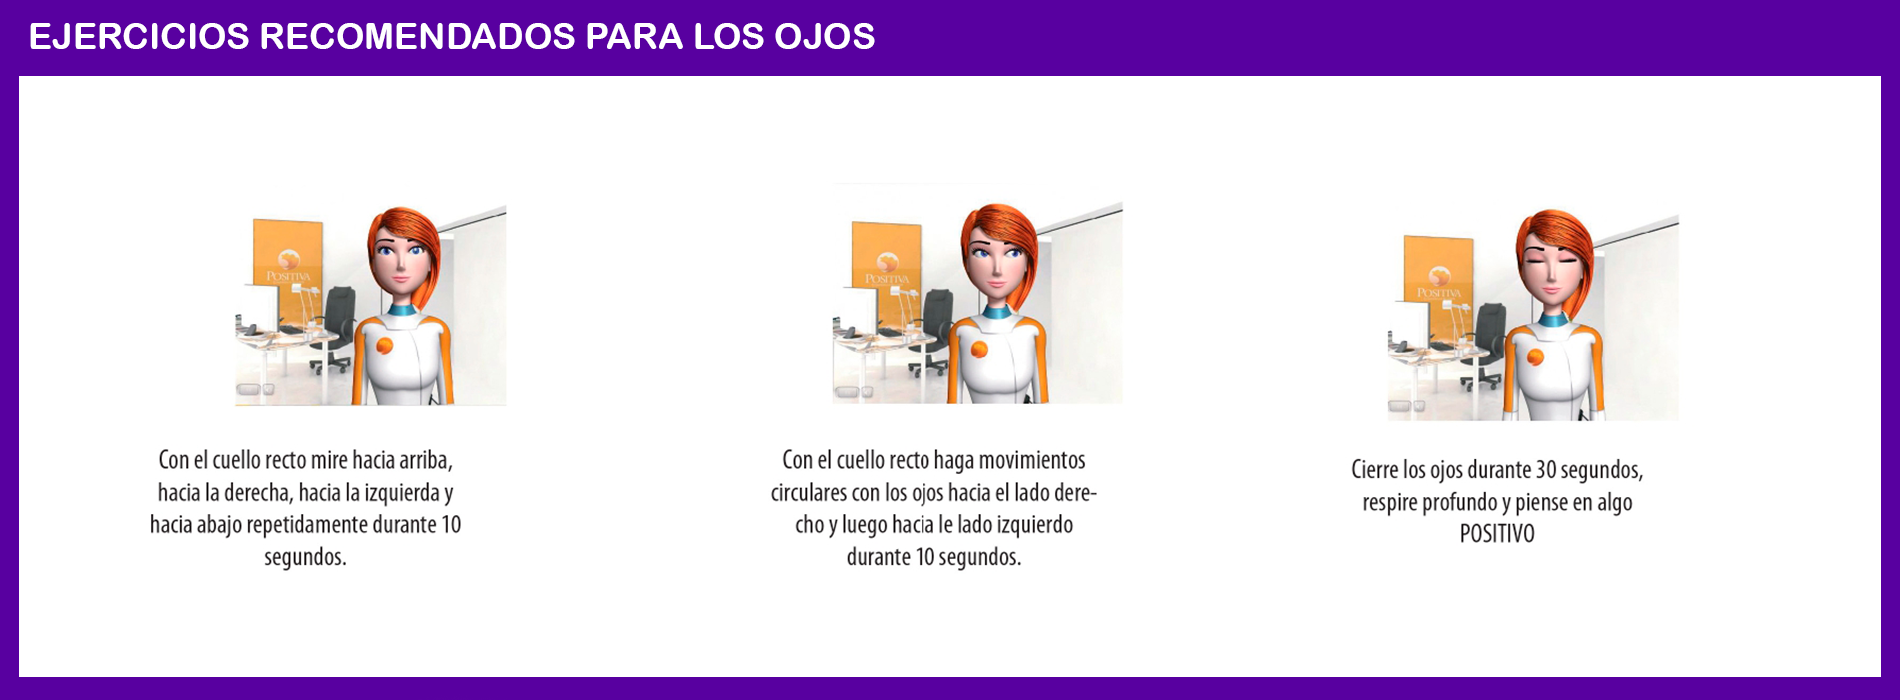 EJERCICIOS RECOMENDADOS PARA LOS OJOS
POSITIVA
Con el cuello recto mire hacia arriba,
hacia la derecha, hacia la izquierda y
hacia abajo repetidamente durante 10
segundos.
POSITIVA
Con el cuello recto haga movimientos
circulares con los ojos hacia el lado dere-
cho y luego hacia le lado izquierdo
durante 10 segundos.
POSITIVA
Cierre los ojos durante 30 segundos,
respire profundo y piense en algo
POSITIVO